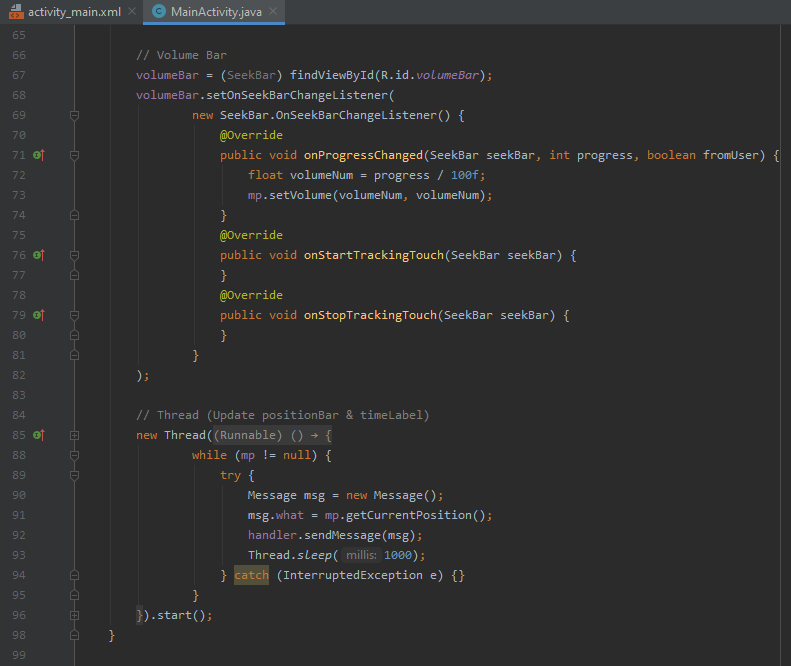 activity_main.xml × MainActivity.java ×
65
66 // Volume Bar
67 volumeBar = (SeekBar) findViewById(R.id.volumeBar);
68 volumeBar.setOnSeekBarChangeListener(
69 new SeekBar.OnSeekBarChangeListener() {
70 @Override
71 public void onProgressChanged(SeekBar seekBar, int progress, boolean fromUser) {
72 float volumeNum = progress / 100f;
73 mp.setVolume(volumeNum, volumeNum);
74 }
75 @Override
76 public void onStartTrackingTouch(SeekBar seekBar) {
77 }
78 @Override
79 public void onStopTrackingTouch(SeekBar seekBar) {
80 }
81 }
82 );
83
84 // Thread (Update positionBar & timeLabel)
85 new Thread((Runnable) () → {
88 while (mp != null) {
89 try {
90 Message msg = new Message();
91 msg.what = mp.getCurrentPosition();
92 handler.sendMessage(msg);
93 Thread.sleep( millis: 1000);
94 } catch (InterruptedException e) {}
95 }
96 }).start();
98 }
99